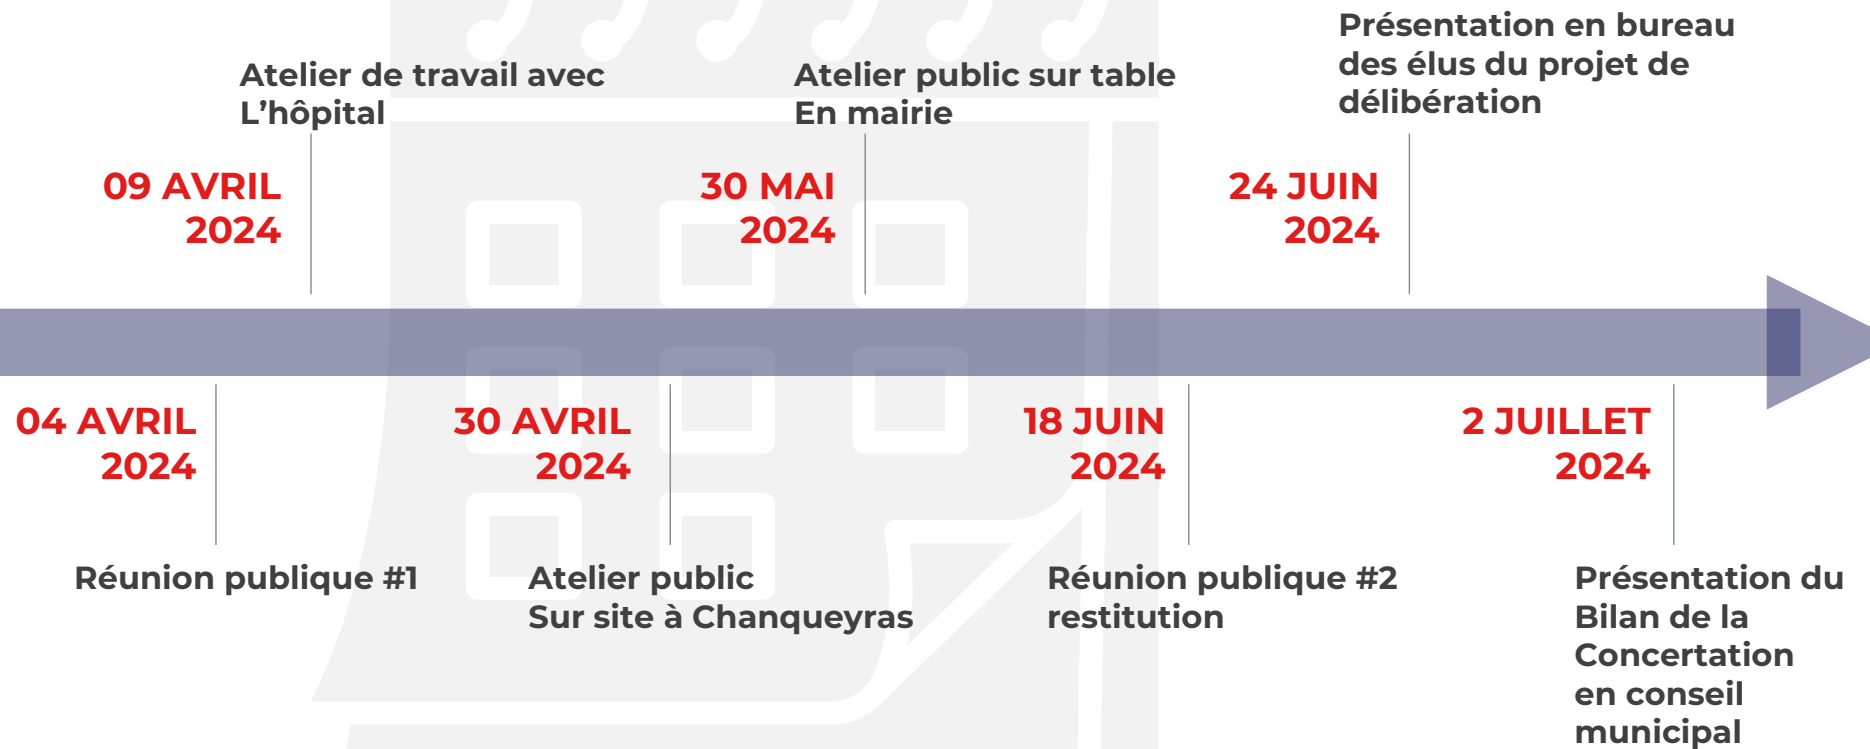 04 AVRIL
2024
Réunion publique #1
Atelier de travail avec
L’hôpital
09 AVRIL
2024
30 AVRIL
2024
Atelier public
Sur site à Chanqueyras
Atelier public sur table
En mairie
30 MAI
2024
18 JUIN
2024
Réunion publique #2
restitution
Présentation en bureau
des élus du projet de
délibération
24 JUIN
2024
2 JUILLET
2024
Présentation du
Bilan de la
Concertation
en conseil
municipal